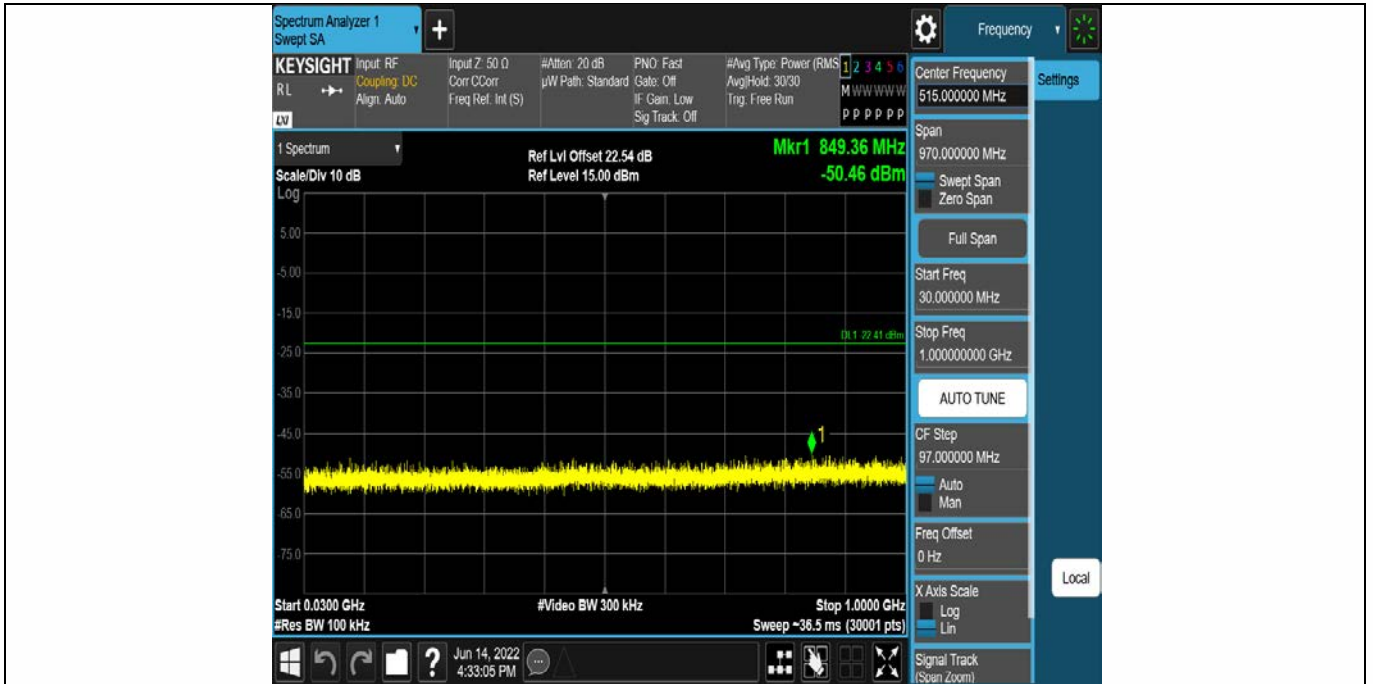 Spectrum Analyzer 1
Swept SA
+
Frequency
KEYSIGHT
RL
LXI
Input: RF
Coupling: DC
Align: Auto
Input Z: 50 Ω
Corr CCorr
Freq Ref: Int (S)
#Atten: 20 dB
µW Path: Standard
PNO: Fast
Gate: Off
IF Gain: Low
Sig Track: Off
#Avg Type: Power (RMS
Avg|Hold: 30/30
Trig: Free Run
1 2 3 4 5 6
M W W W W W
P P P P P P
1 Spectrum
Scale/Div 10 dB
Ref Lvl Offset 22.54 dB
Ref Level 15.00 dBm
Mkr1 849.36 MHz
-50.46 dBm
Log
5.00
-5.00
-15.0
DL1 -22.41 dBm
-25.0
-35.0
-45.0
1
-55.0
-65.0
-75.0
Start 0.0300 GHz
#Res BW 100 kHz
#Video BW 300 kHz
Stop 1.0000 GHz
Sweep ~36.5 ms (30001 pts)
Center Frequency
515.000000 MHz
Settings
Span
970.000000 MHz
Swept Span
Zero Span
Full Span
Start Freq
30.000000 MHz
Stop Freq
1.000000000 GHz
AUTO TUNE
CF Step
97.000000 MHz
Auto
Man
Freq Offset
0 Hz
X Axis Scale
Log
Lin
Local
Signal Track
(Span Zoom)
?
Jun 14, 2022
4:33:05 PM